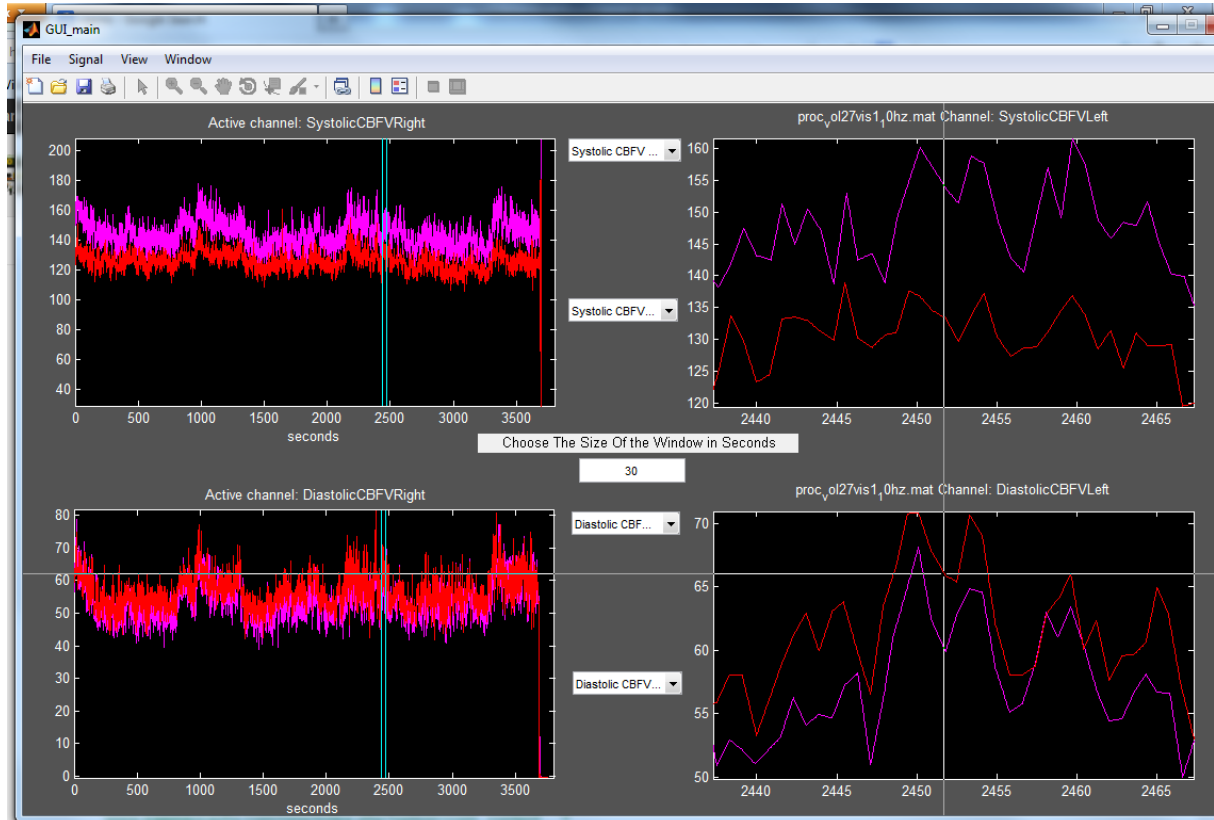 GUI_main
File Signal View Window
Active channel: SystolicCBFVRight
200
180
160
140
120
100
80
60
40
0 500 1000 1500 2000 2500 3000 3500
seconds
Systolic CBFV ...
Systolic CBFV...
proc_vol27vis1_10hz.mat Channel: SystolicCBFVLeft
160
155
150
145
140
135
130
125
120
2440 2445 2450 2455 2460 2465
Choose The Size Of the Window in Seconds
30
Active channel: DiastolicCBFVRight
80
70
60
50
40
30
20
10
0
0 500 1000 1500 2000 2500 3000 3500
seconds
Diastolic CBF...
Diastolic CBFV...
proc_vol27vis1_10hz.mat Channel: DiastolicCBFVLeft
70
65
60
55
50
2440 2445 2450 2455 2460 2465